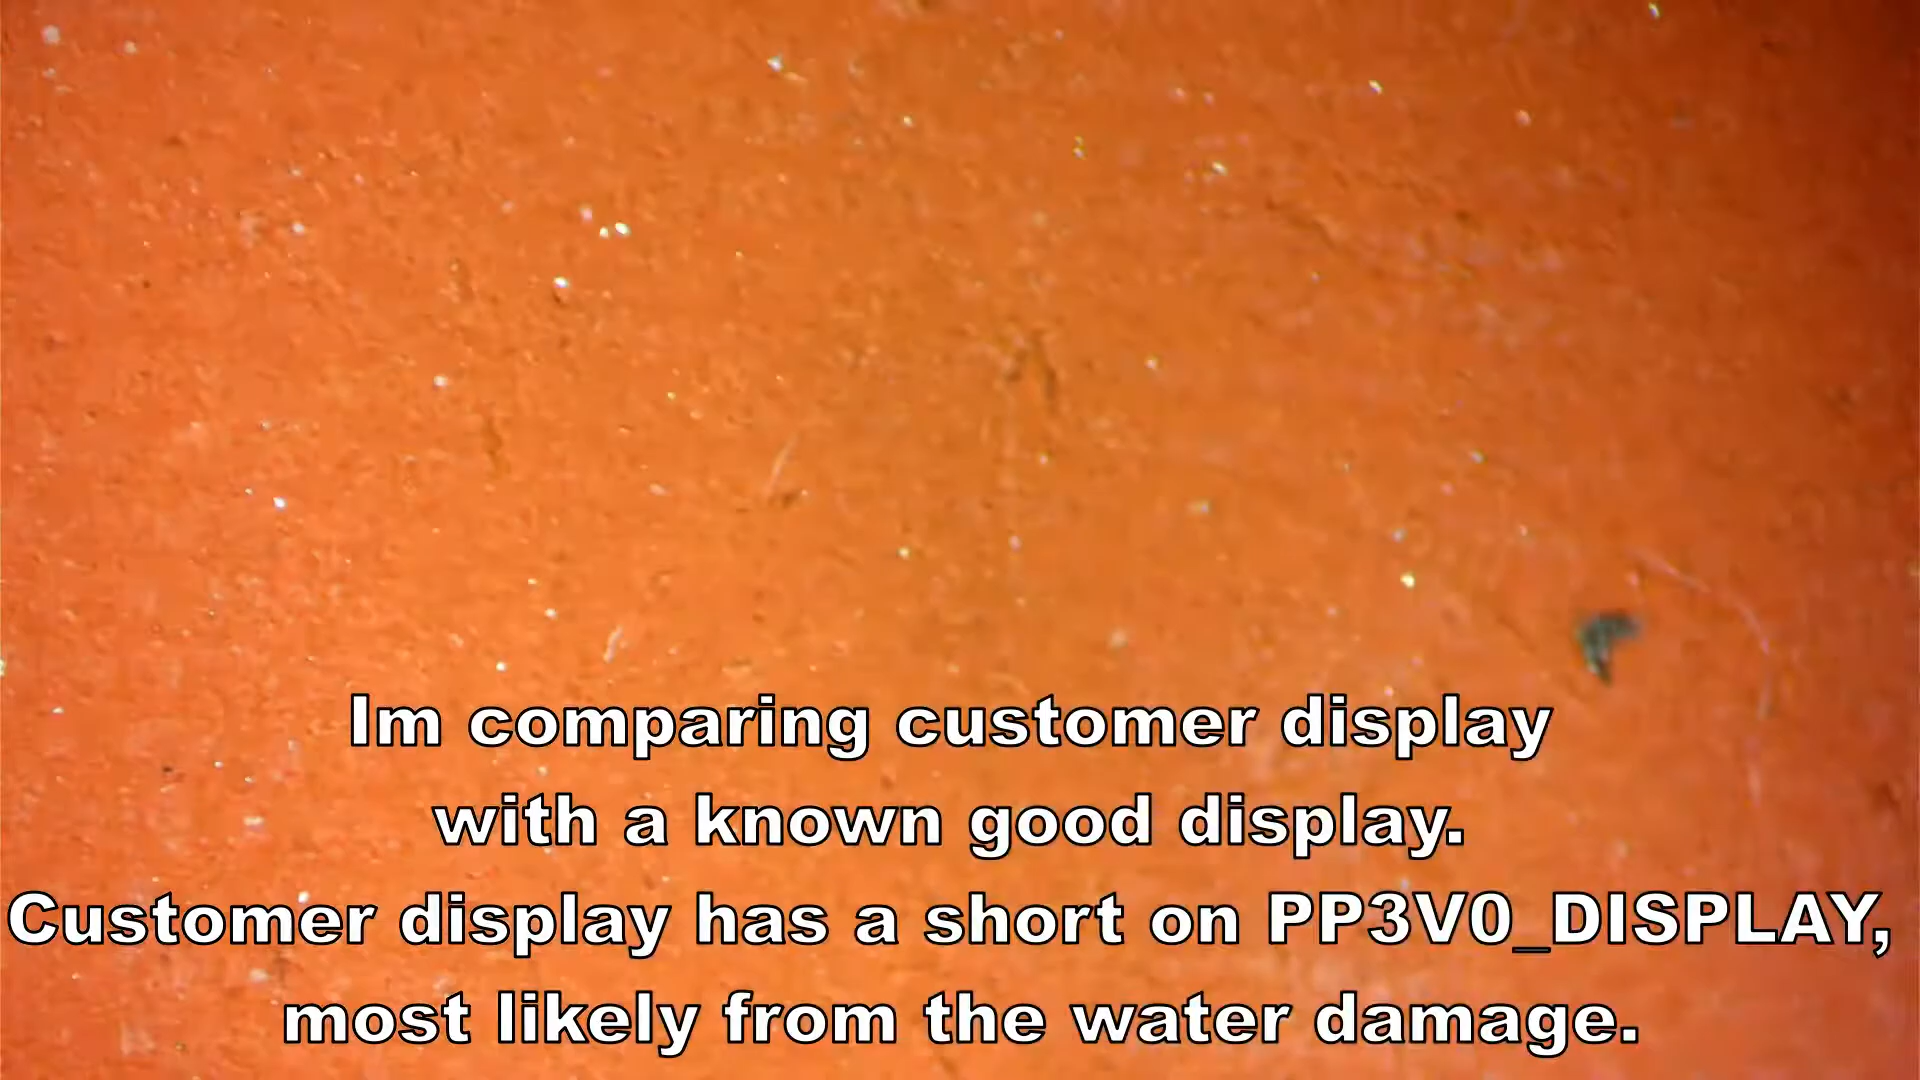 Im comparing customer display
with a known good display.
Customer display has a short on PP3V0_DISPLAY,
most likely from the water damage.